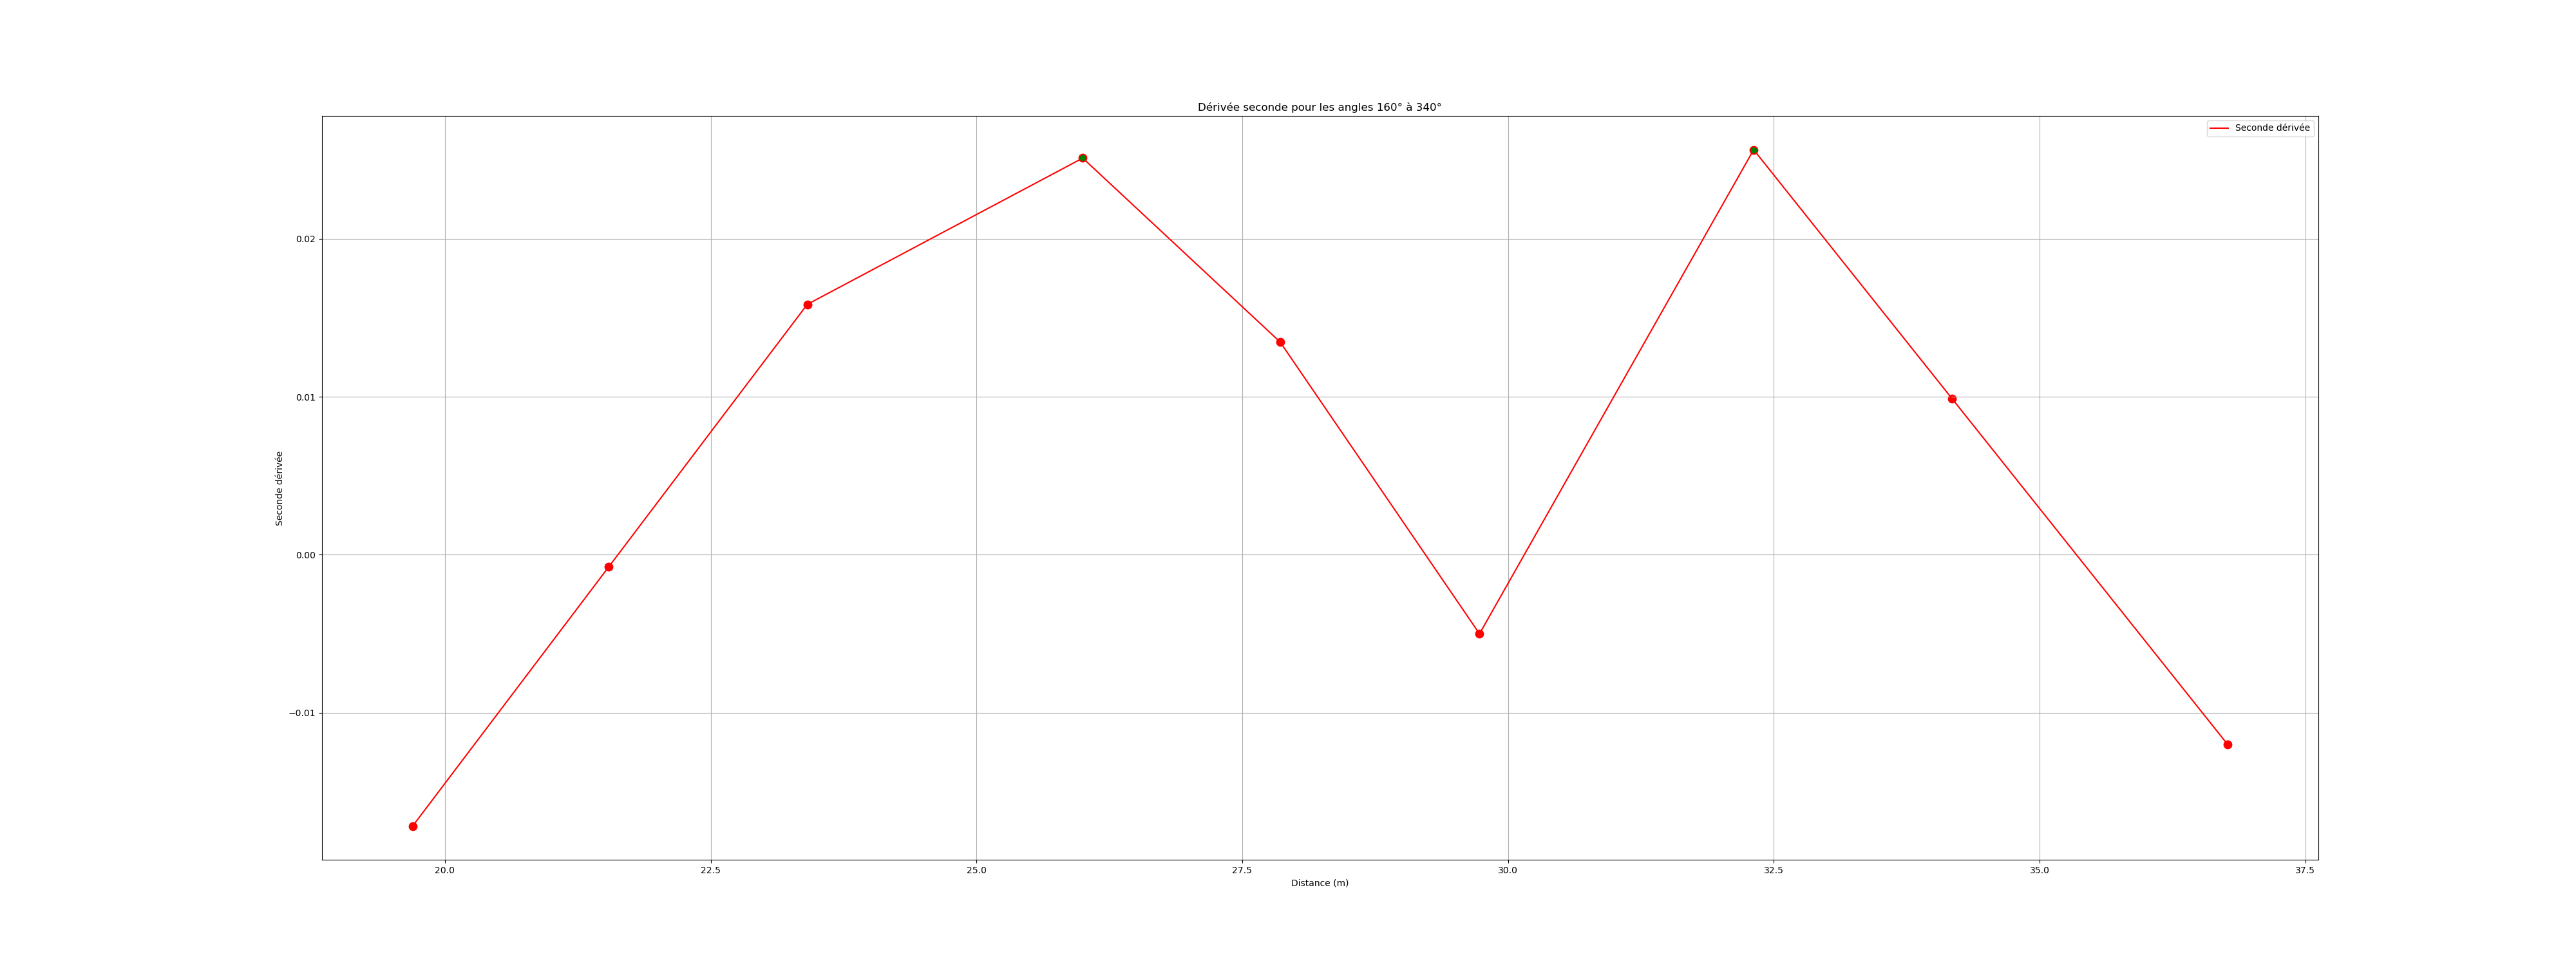 Dérivée seconde pour les angles 160° à 340°
Seconde dérivée
0.02
0.01
0.00
−0.01
Seconde dérivée
20.0 22.5 25.0 27.5 30.0 32.5 35.0 37.5
Distance (m)